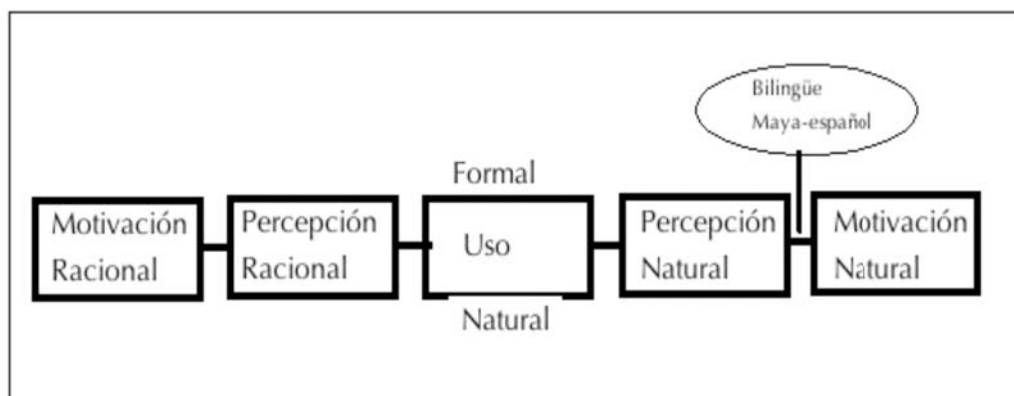 Bilingüe
Maya-español
Formal
Motivación
Racional
Percepción
Racional
Uso
Percepción
Natural
Motivación
Natural
Natural